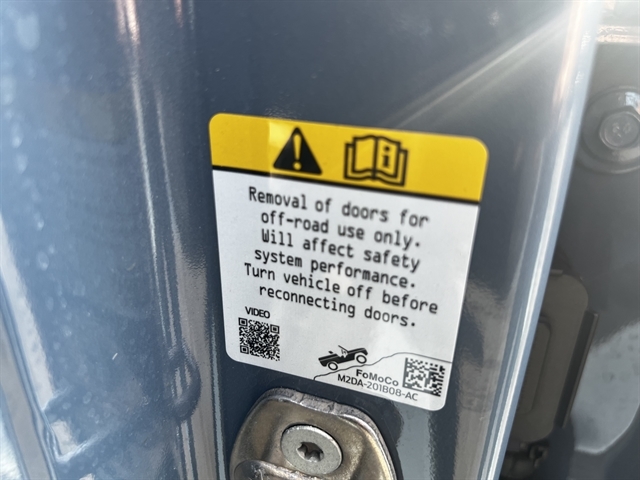 Removal of doors for
off-road use only.
Will affect safety
system performance.
Turn vehicle off before
reconnecting doors.
VIDEO
FoMoCo
M2DA-201B08-AC